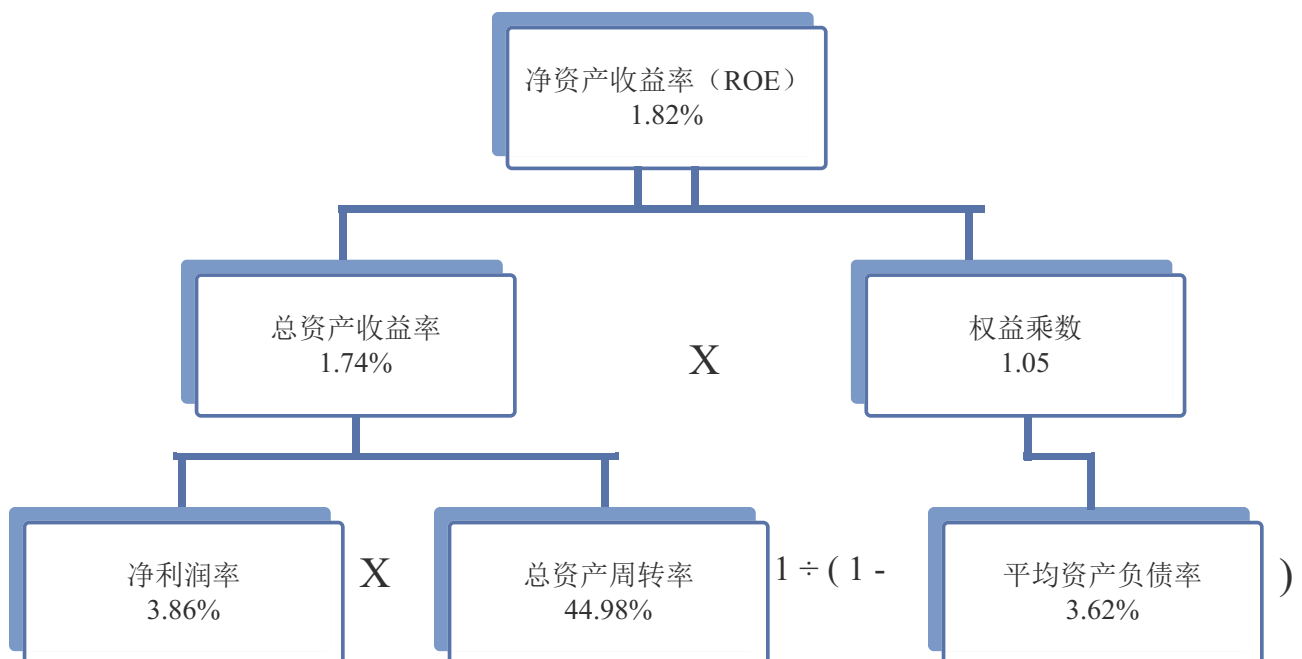 净资产收益率（ROE）
1.82%
总资产收益率
1.74%
X
权益乘数
1.05
净利润率
3.86%
X
总资产周转率
44.98%
1 ÷ ( 1 -
平均资产负债率
3.62%
)